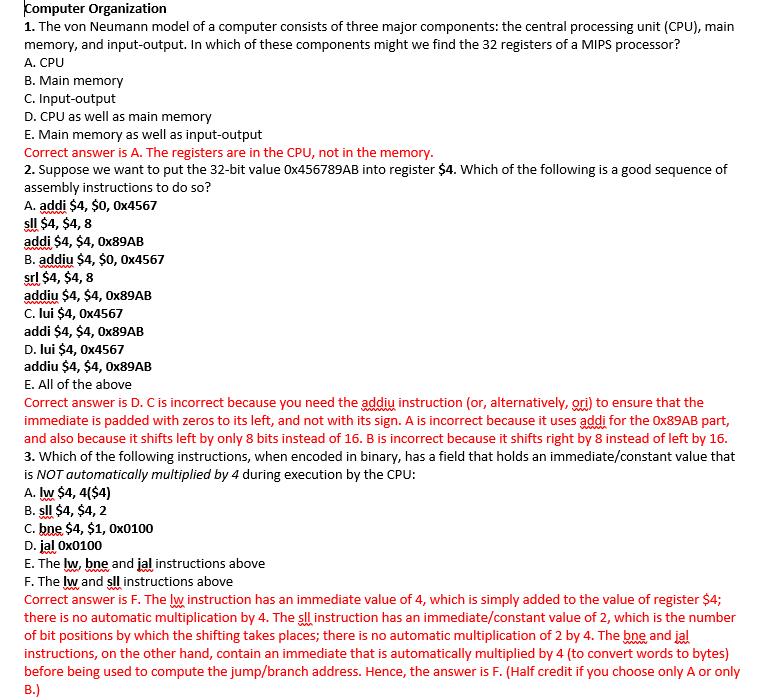 Computer Organization
1. The von Neumann model of a computer consists of three major components: the central processing unit (CPU), main
memory, and input-output. In which of these components might we find the 32 registers of a MIPS processor?
A. CPU
B. Main memory
C. Input-output
D. CPU as well as main memory
E. Main memory as well as input-output
Correct answer is A. The registers are in the CPU, not in the memory.
2. Suppose we want to put the 32-bit value 0x456789AB into register $4. Which of the following is a good sequence of
assembly instructions to do so?
A. addi $4, $0, 0x4567
sll $4, $4, 8
addi $4, $4, 0x89AB
B. addiu $4, $0, 0x4567
srl $4, $4, 8
addiu $4, $4, 0x89AB
C. lui $4, 0x4567
addi $4, $4, 0x89AB
D. lui $4, 0x4567
addiu $4, $4, 0x89AB
E. All of the above
Correct answer is D. C is incorrect because you need the addiu instruction (or, alternatively, ori) to ensure that the
immediate is padded with zeros to its left, and not with its sign. A is incorrect because it uses addi for the 0x89AB part,
and also because it shifts left by only 8 bits instead of 16. B is incorrect because it shifts right by 8 instead of left by 16.
3. Which of the following instructions, when encoded in binary, has a field that holds an immediate/constant value that
is NOT automatically multiplied by 4 during execution by the CPU:
A. lw $4, 4($4)
B. sll $4, $4, 2
C. bne $4, $1, 0x0100
D. jal 0x0100
E. The lw, bne and jal instructions above
F. The lw and sll instructions above
Correct answer is F. The lw instruction has an immediate value of 4, which is simply added to the value of register $4;
there is no automatic multiplication by 4. The sll instruction has an immediate/constant value of 2, which is the number
of bit positions by which the shifting takes places; there is no automatic multiplication of 2 by 4. The bne and jal
instructions, on the other hand, contain an immediate that is automatically multiplied by 4 (to convert words to bytes)
before being used to compute the jump/branch address. Hence, the answer is F. (Half credit if you choose only A or only
B.)